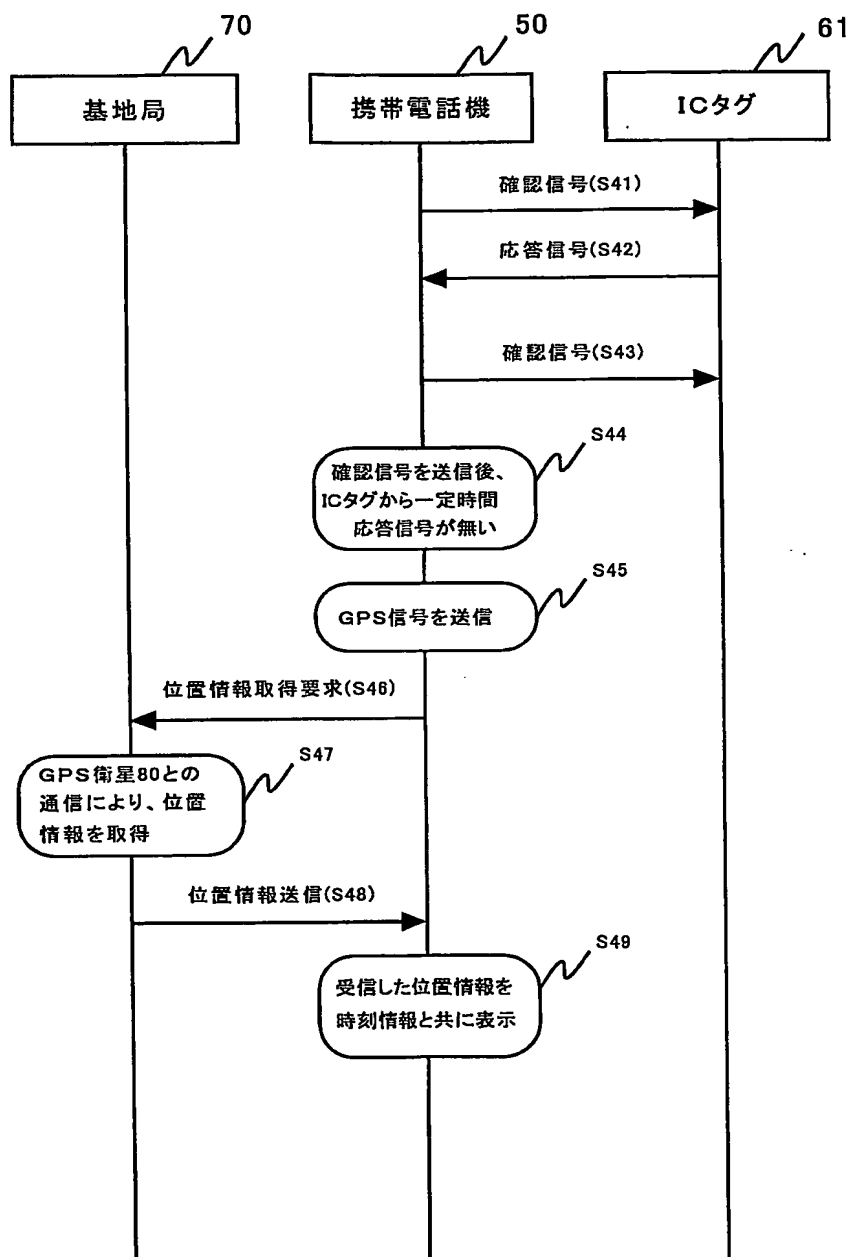 70
50
61
基地局
携帯電話機
ICタグ
確認信号(S41)
応答信号(S42)
確認信号(S43)
S44
確認信号を送信後、
ICタグから一定時間
応答信号が無い
S45
GPS信号を送信
位置情報取得要求(S46)
S47
GPS衛星80との
通信により、位置
情報を取得
位置情報送信(S48)
S49
受信した位置情報を
時刻情報と共に表示